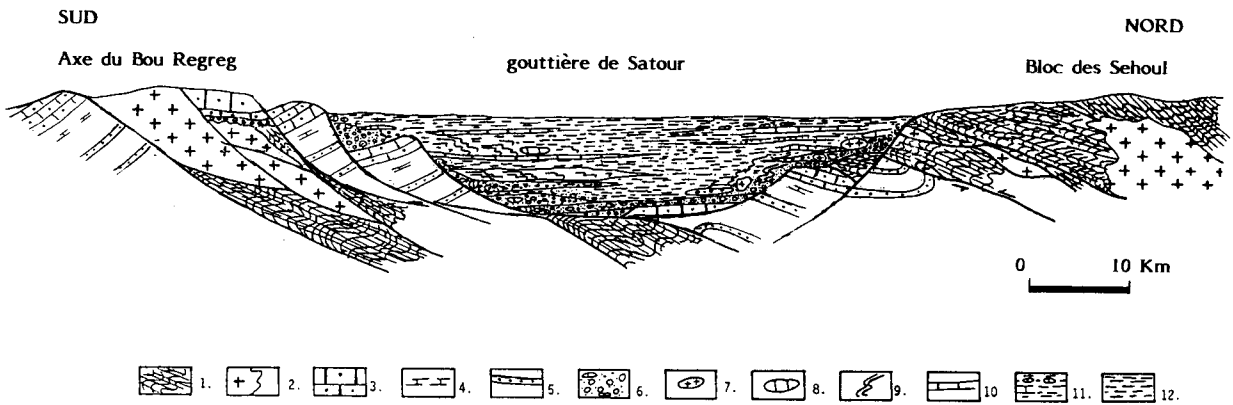 SUD
NORD
Axe du Bou Regreg
gouttière de Satour
Bloc des Sehoul
0 10 Km
1. 2. 3. 4. 5. 6. 7. 8. 9. 10 11. 12.